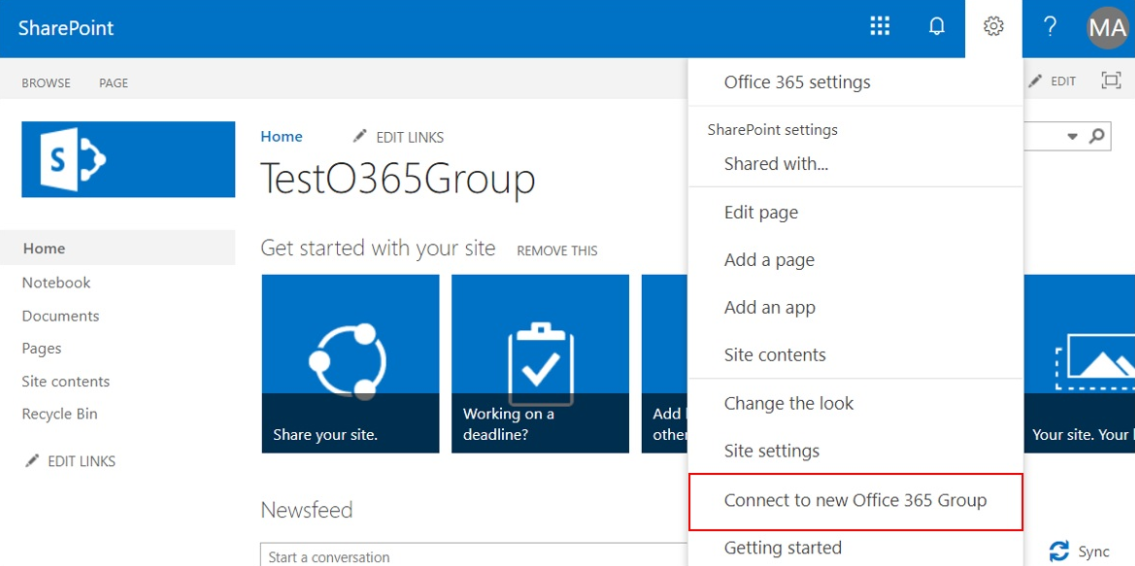 SharePoint
?
MA
BROWSE PAGE
EDIT
Office 365 settings
SharePoint settings
Shared with...
Edit page
Add a page
Add an app
Site contents
Change the look
Site settings
Connect to new Office 365 Group
Getting started
S
Home EDIT LINKS
TestO365Group
Home
Notebook
Documents
Pages
Site contents
Recycle Bin
EDIT LINKS
Get started with your site REMOVE THIS
Share your site.
Working on a
deadline?
Add
other
Your site. Your
Newsfeed
Start a conversation
Sync